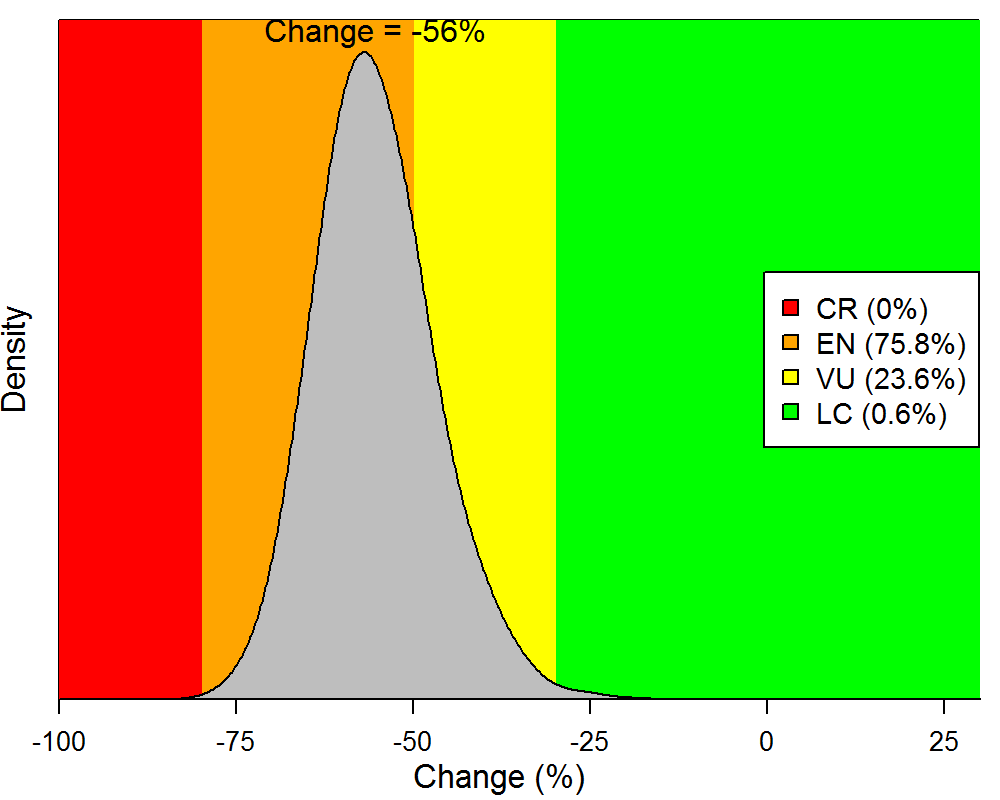 Change = -56%
Density
CR (0%)
EN (75.8%)
VU (23.6%)
LC (0.6%)
-100 -75 -50 -25 0 25
Change (%)